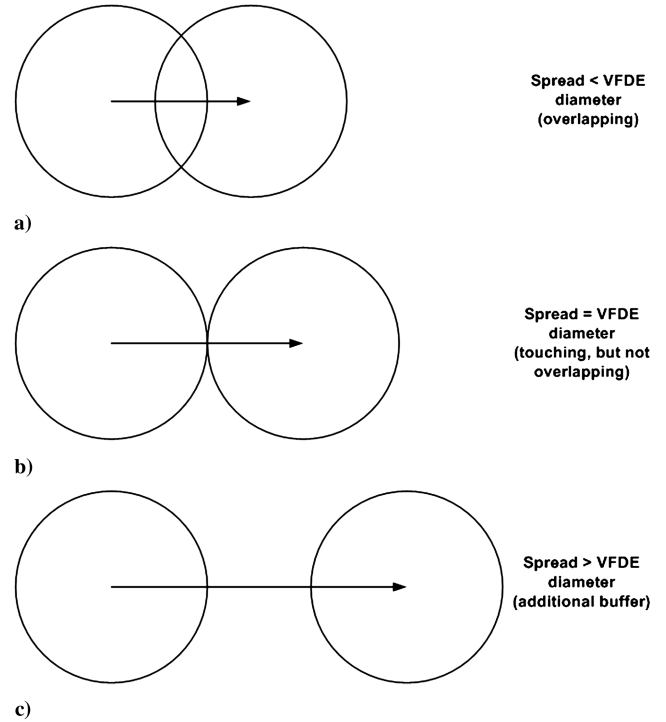 Spread < VFDE
diameter
(overlapping)
a)
Spread = VFDE
diameter
(touching, but not
overlapping)
b)
Spread > VFDE
diameter
(additional buffer)
c)